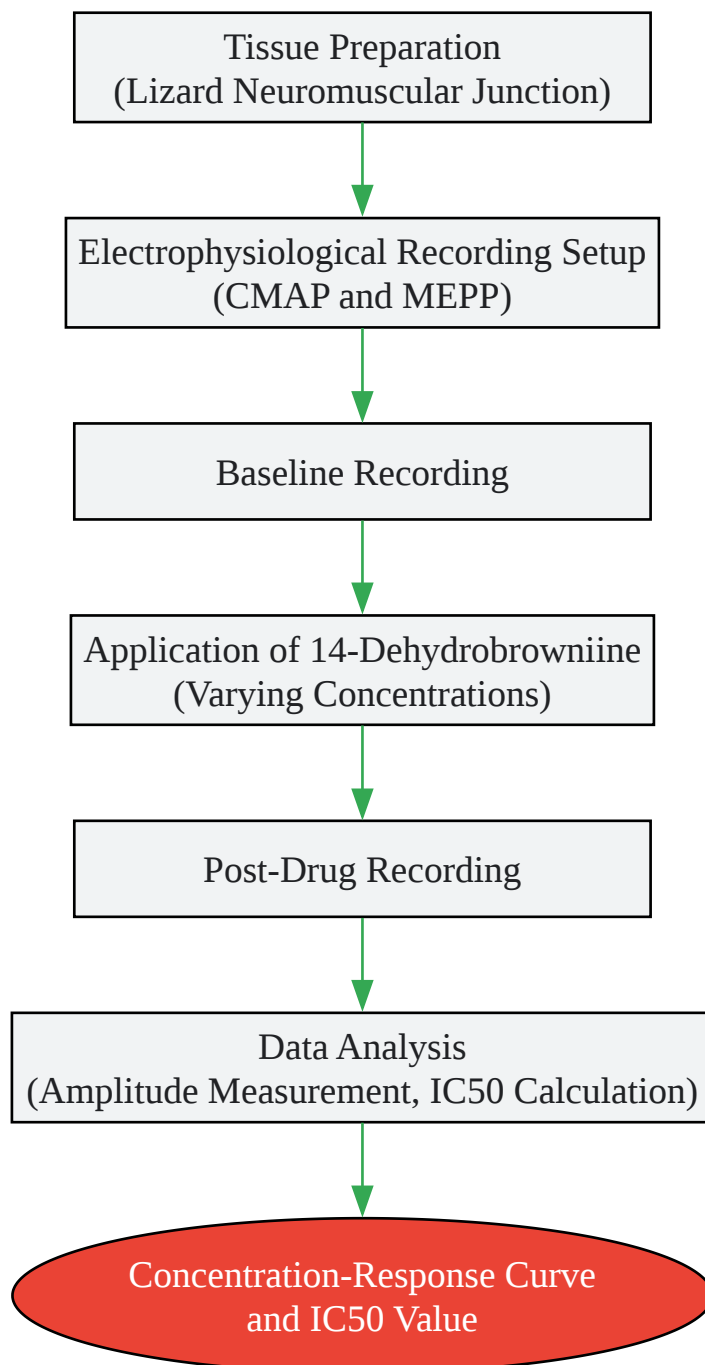 Tissue Preparation
(Lizard Neuromuscular Junction)
Electrophysiological Recording Setup
(CMAP and MEPP)
Baseline Recording
Application of 14-Dehydrobrowniine
(Varying Concentrations)
Post-Drug Recording
Data Analysis
(Amplitude Measurement, IC50 Calculation)
Concentration-Response Curve
and IC50 Value